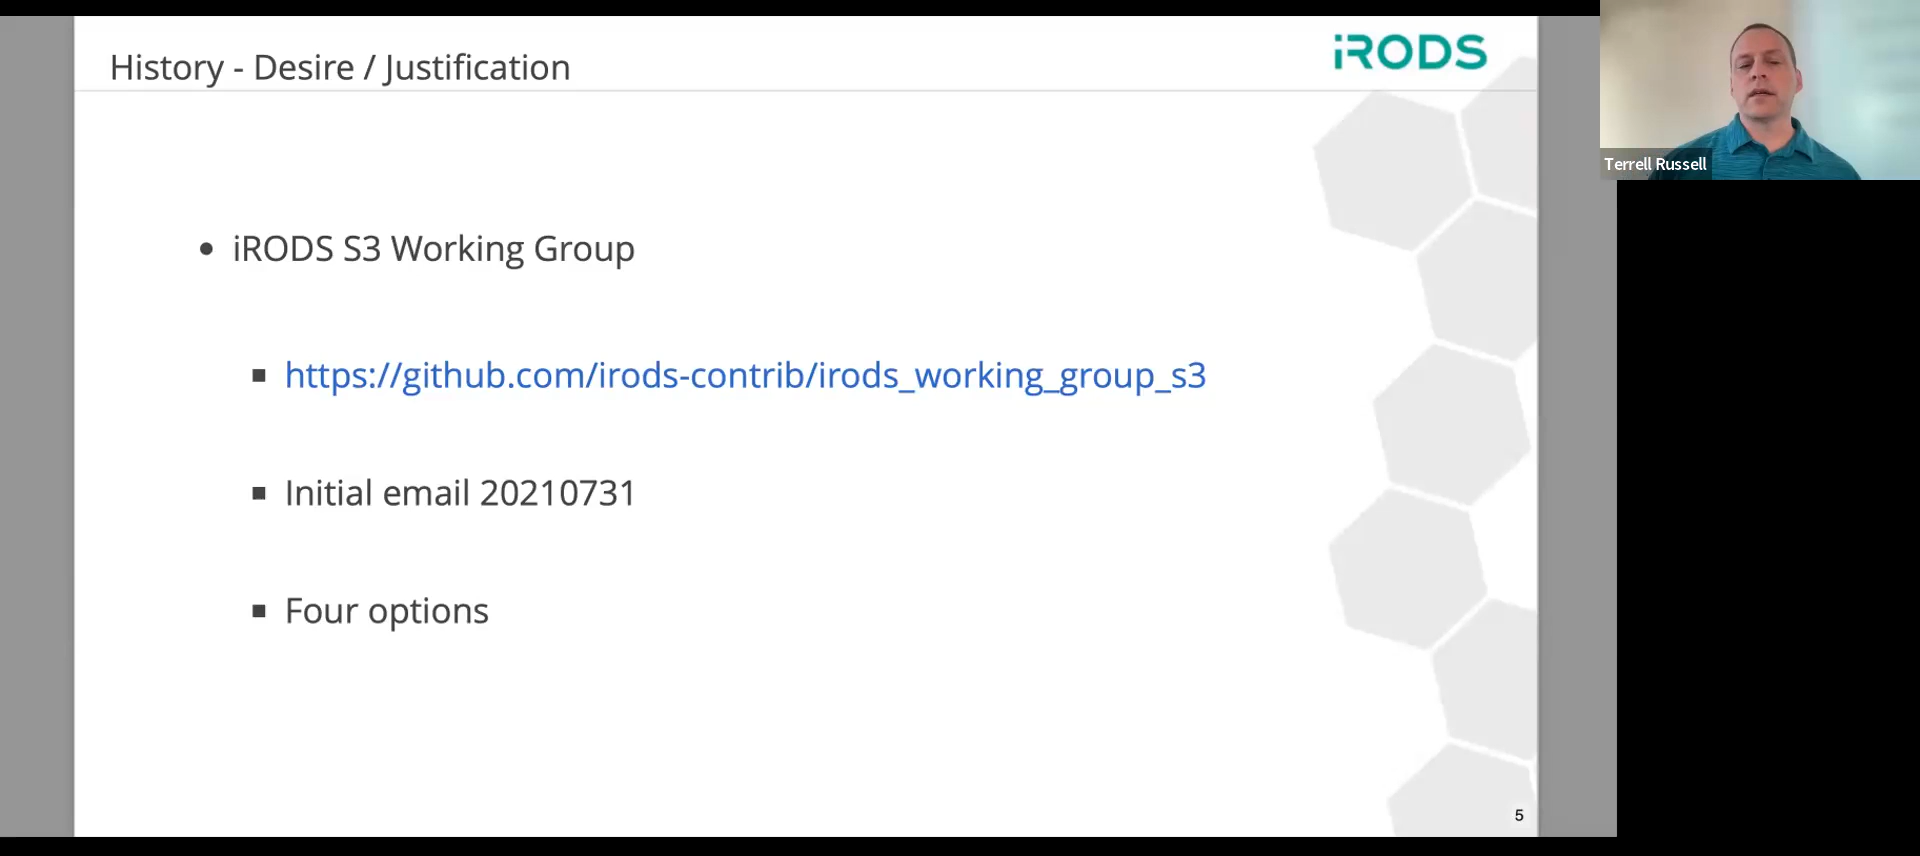 History - Desire / Justification
iRODS
Terrell Russell
iRODS S3 Working Group
https://github.com/irods-contrib/irods_working_group_s3
Initial email 20210731
Four options
5